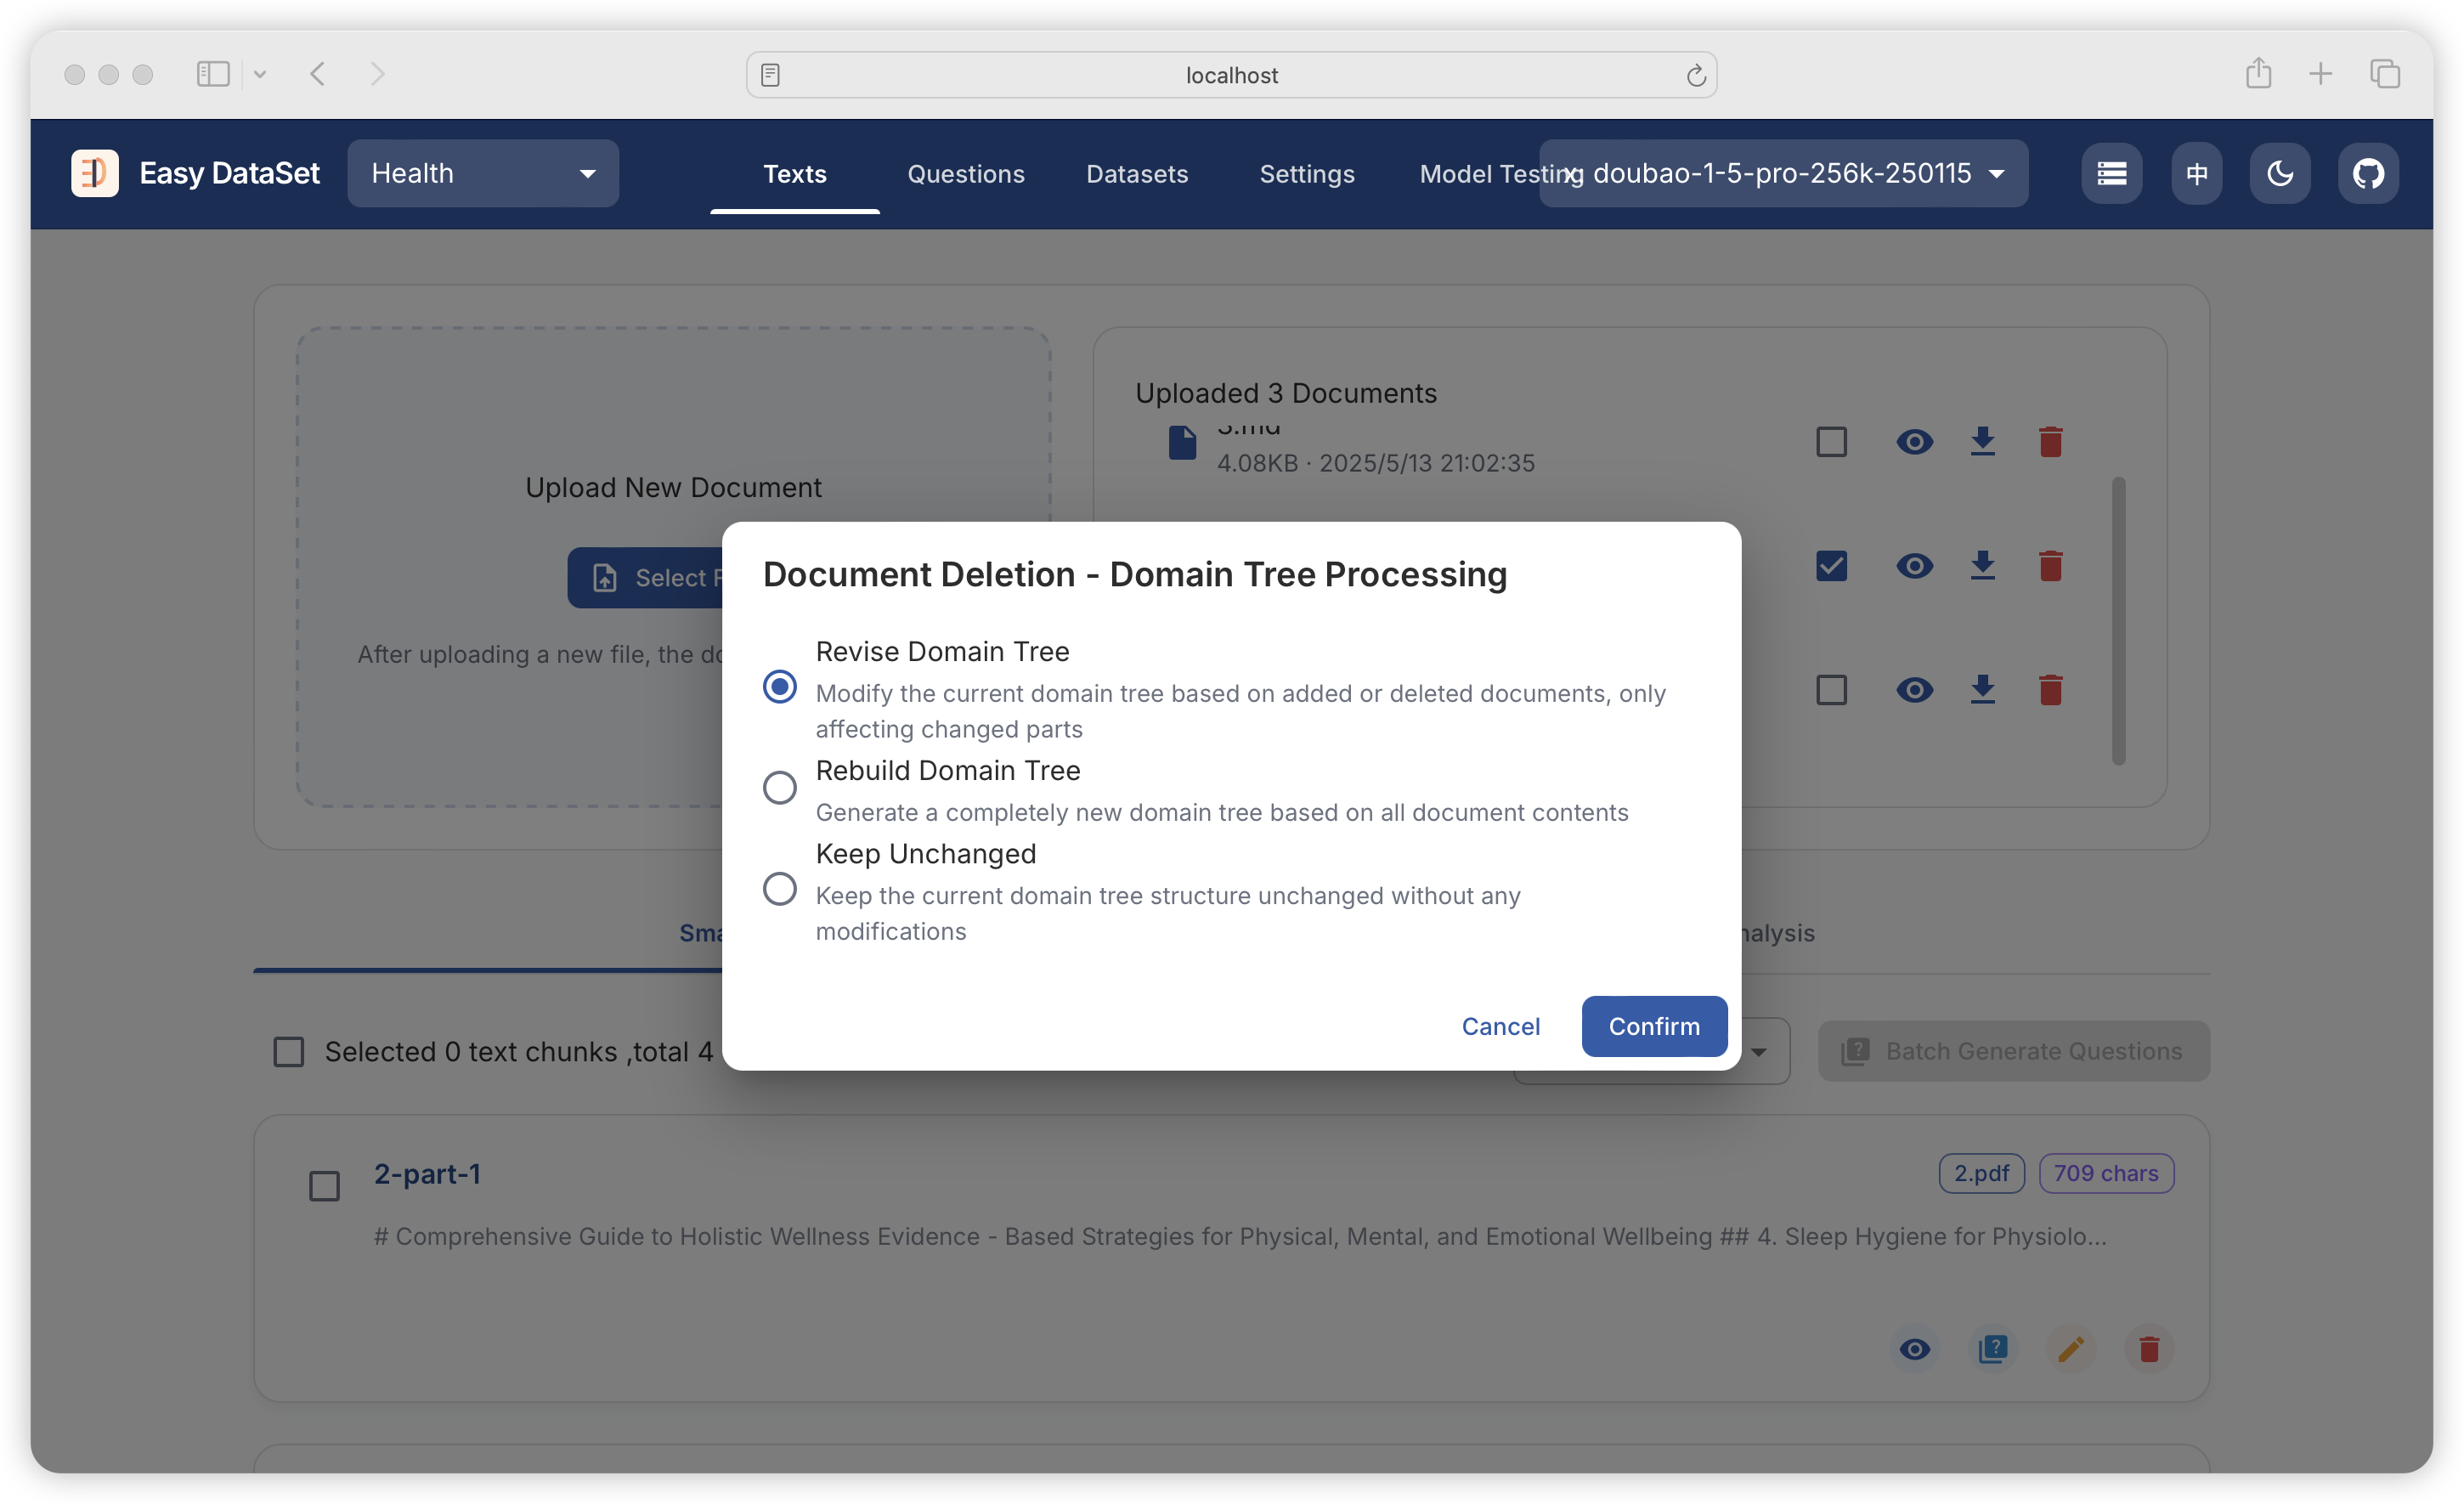 localhost
Easy DataSet
Health
Texts
Questions
Datasets
Settings
Model Testing
doubao-1-5-pro-256k-250115
中
Upload New Document
Select
After uploading a new file, the
Uploaded 3 Documents
4.08KB · 2025/5/13 21:02:35
Document Deletion - Domain Tree Processing
Revise Domain Tree
Modify the current domain tree based on added or deleted documents, only
affecting changed parts
Rebuild Domain Tree
Generate a completely new domain tree based on all document contents
Keep Unchanged
Keep the current domain tree structure unchanged without any
modifications
Cancel
Confirm
Selected 0 text chunks ,total 4
Batch Generate Questions
2-part-1
2.pdf
709 chars
# Comprehensive Guide to Holistic Wellness Evidence - Based Strategies for Physical, Mental, and Emotional Wellbeing ## 4. Sleep Hygiene for Physiolo...